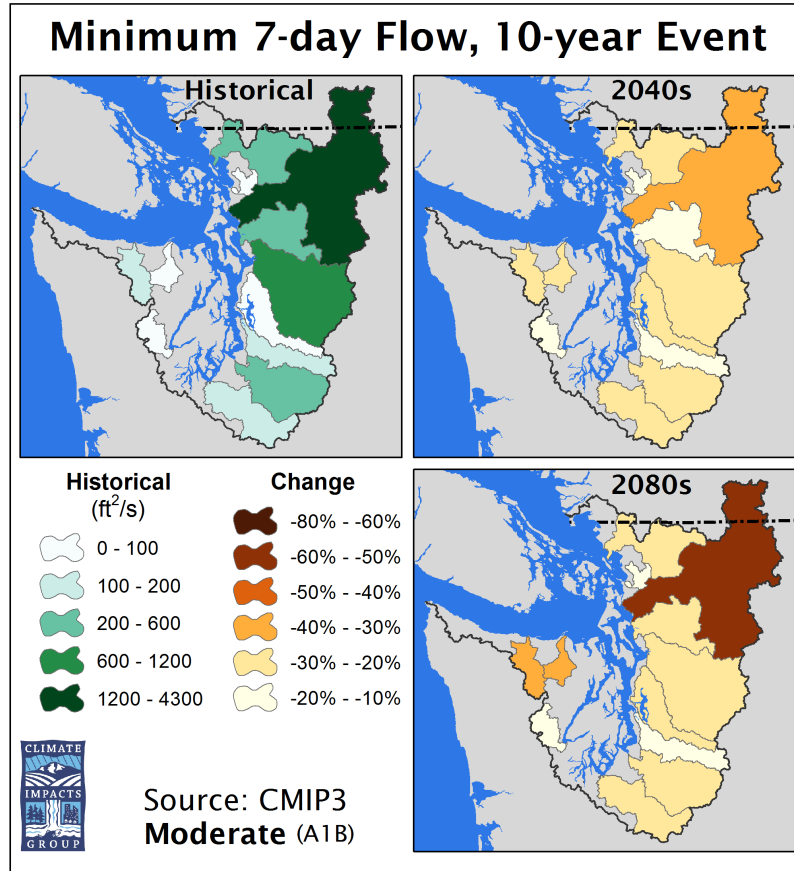 Minimum 7-day Flow, 10-year Event
Historical
2040s
Historical
(ft²/s)
0 - 100
100 - 200
200 - 600
600 - 1200
1200 - 4300
Change
-80% - -60%
-60% - -50%
-50% - -40%
-40% - -30%
-30% - -20%
-20% - -10%
2080s
CLIMATE
IMPACTS
GROUP
Source: CMIP3
Moderate (A1B)